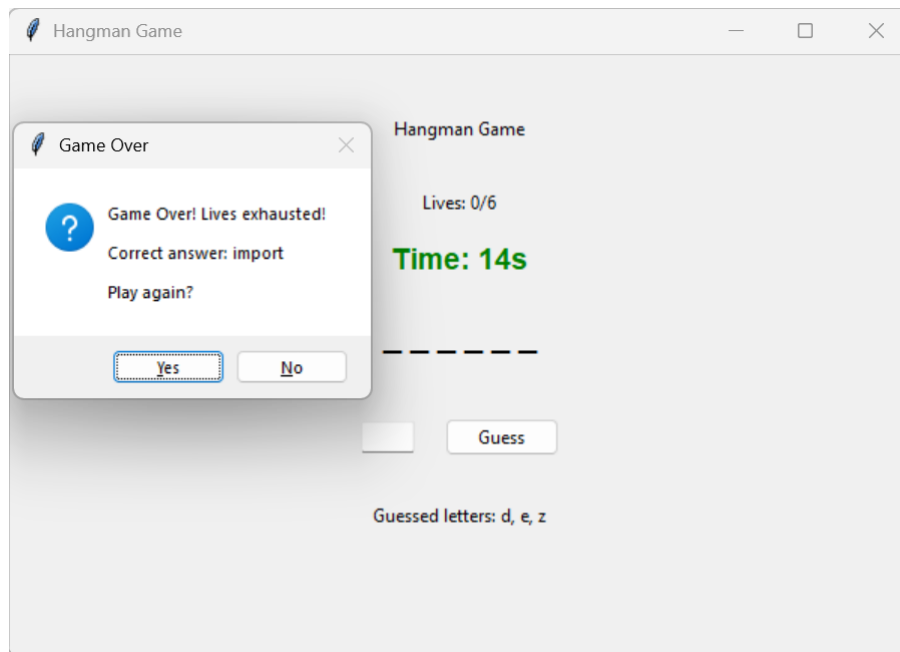 Hangman Game
Game Over
Game Over! Lives exhausted!
Correct answer: import
Play again?
Yes
No
Hangman Game
Lives: 0/6
Time: 14s
_ _ _ _ _ _
Guess
Guessed letters: d, e, z